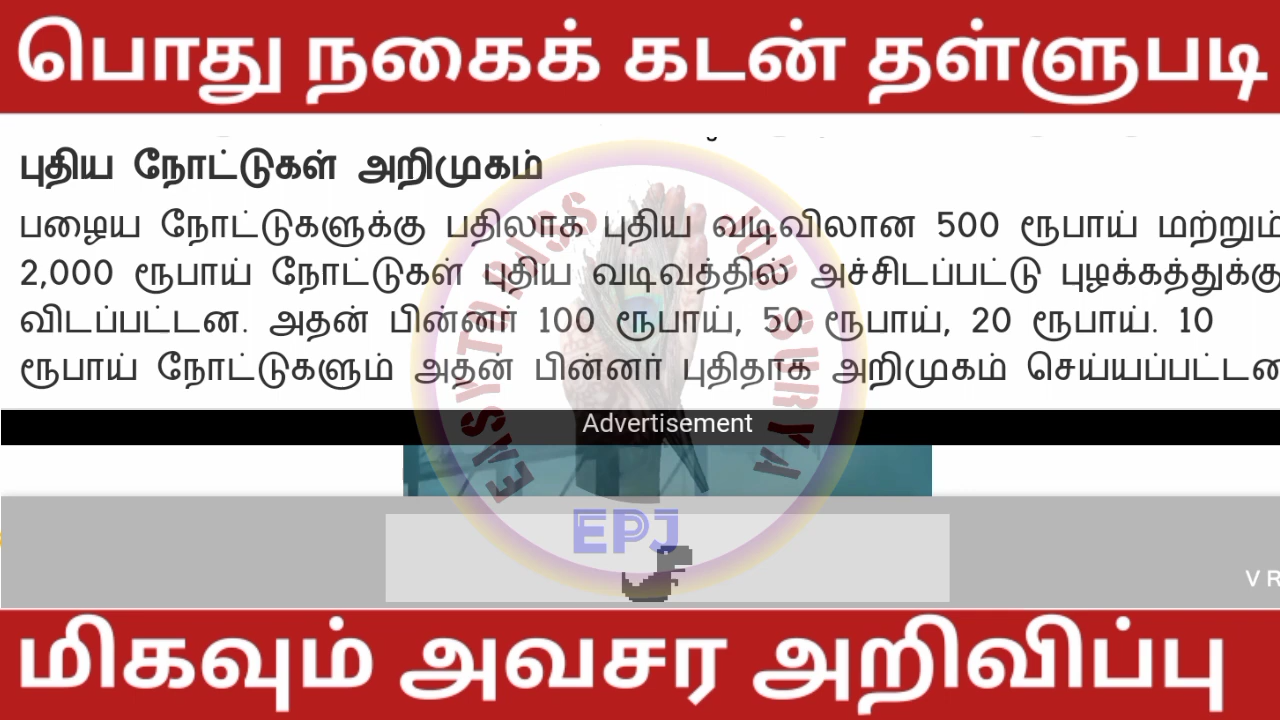 பொது நகைக் கடன் தள்ளுபடி
புதிய நோட்டுகள் அறிமுகம்
பழைய நோட்டுகளுக்கு பதிலாக புதிய வடிவிலான 500 ரூபாய் மற்றும்
2,000 ரூபாய் நோட்டுகள் புதிய வடிவத்தில் அச்சிடப்பட்டு புழக்கத்துக்கு
விடப்பட்டன. அதன் பின்னர் 100 ரூபாய், 50 ரூபாய், 20 ரூபாய். 10
ரூபாய் நோட்டுகளும் அதன் பின்னர் புதிதாக அறிமுகம் செய்யப்பட்டன
Advertisement
EPJ
மிகவும் அவசர அறிவிப்பு